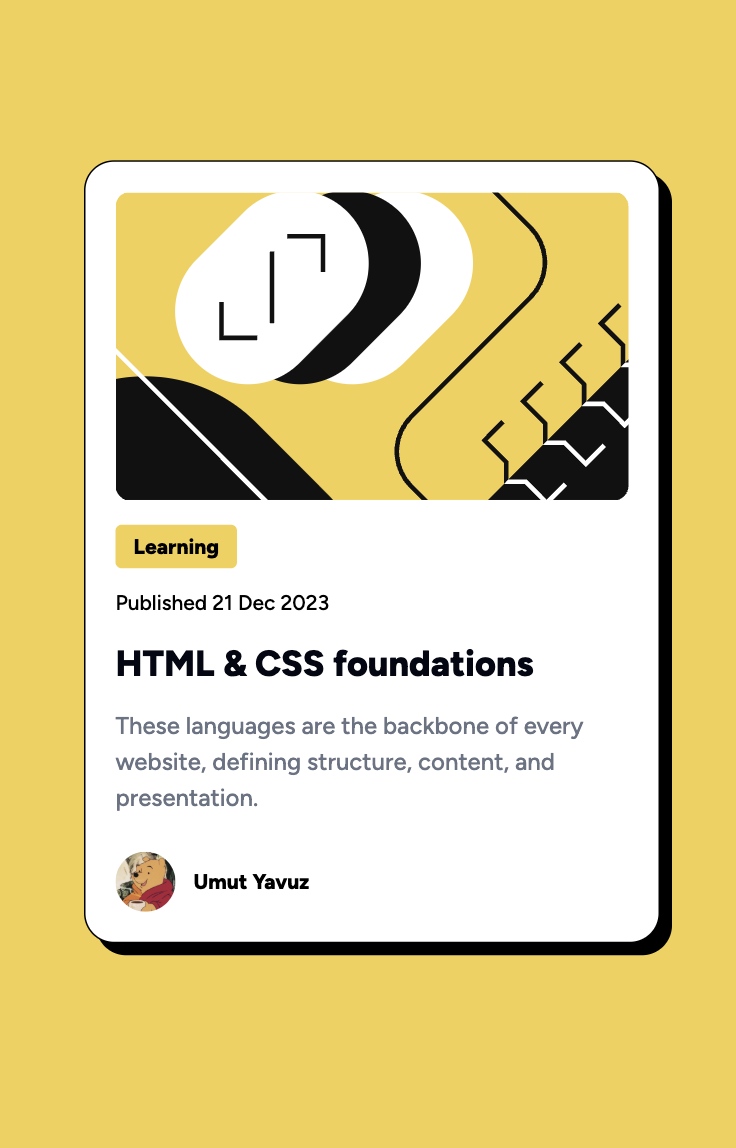 Learning
Published 21 Dec 2023
HTML & CSS foundations
These languages are the backbone of every
website, defining structure, content, and
presentation.
Umut Yavuz